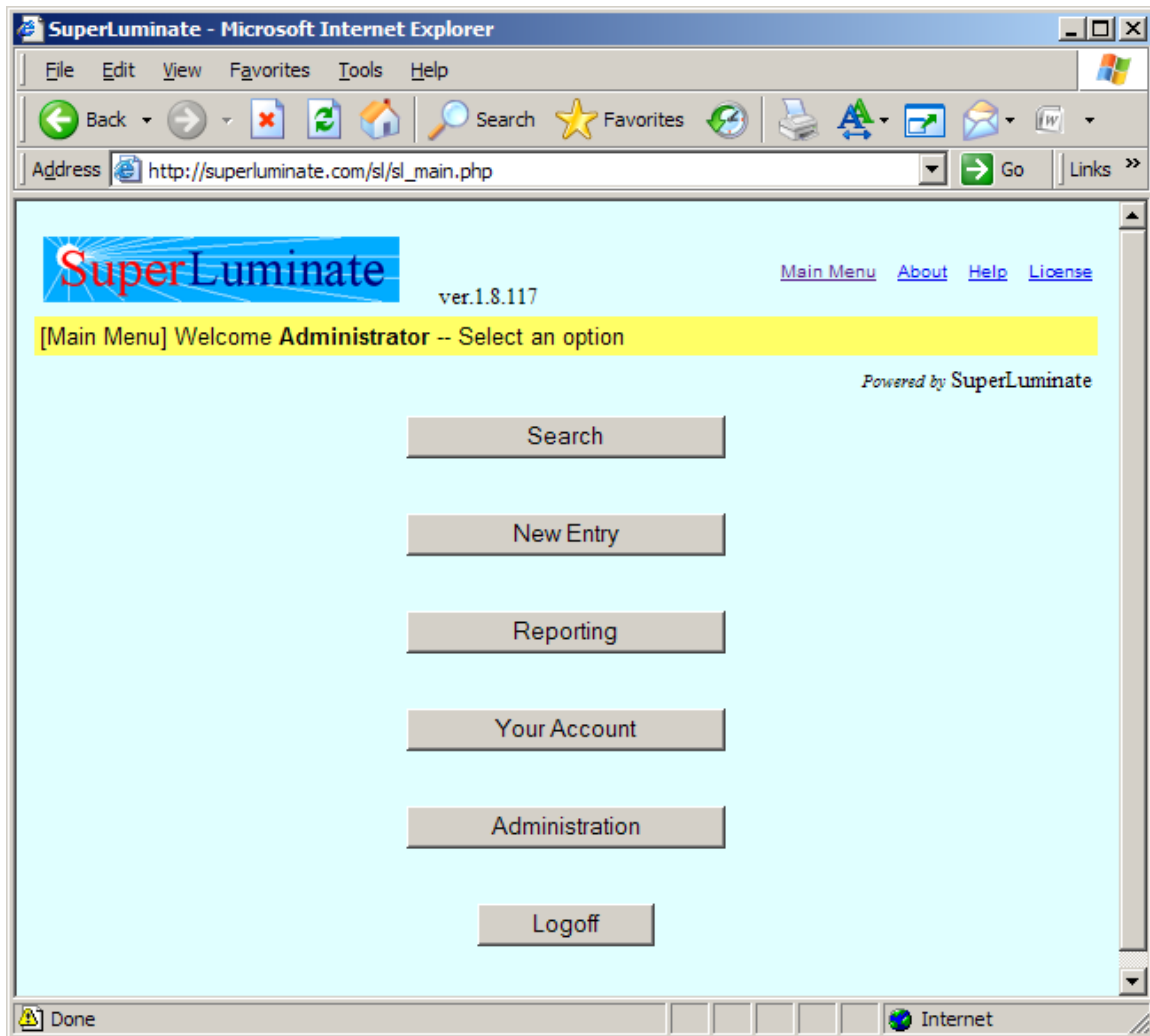 SuperLuminate - Microsoft Internet Explorer
File Edit View Favorites Tools Help
Back Search Favorites W
Address http://superluminate.com/sl/sl_main.php Go Links »
SuperLuminate ver.1.8.117 Main Menu About Help License
[Main Menu] Welcome Administrator -- Select an option
Powered by SuperLuminate
Search
New Entry
Reporting
Your Account
Administration
Logoff
Done Internet